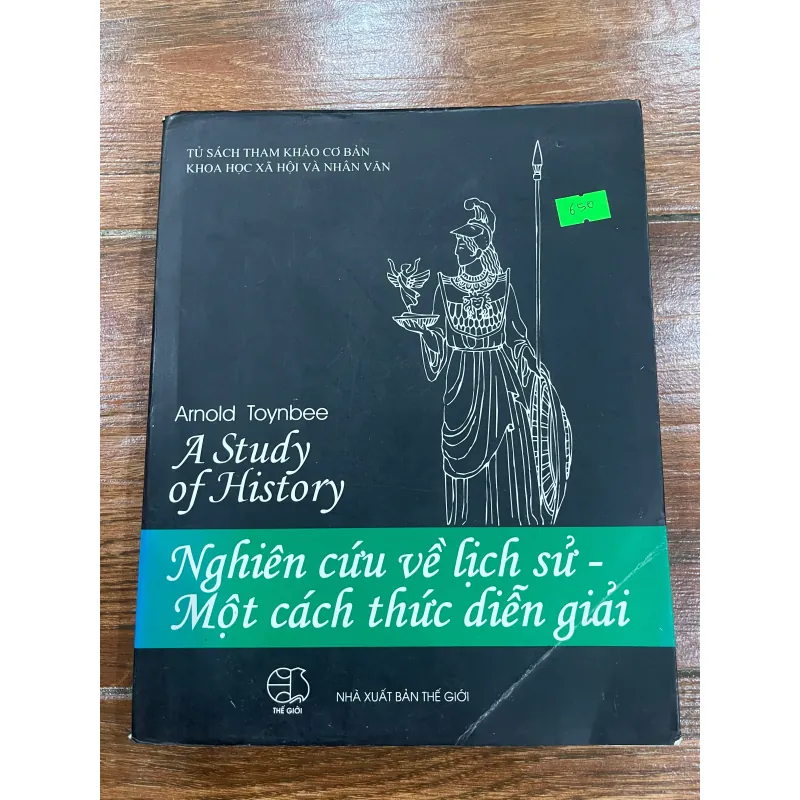 TỦ SÁCH THAM KHẢO CƠ BẢN
KHOA HỌC XÃ HỘI VÀ NHÂN VĂN
650
Arnold Toynbee
A Study
of History
Nghiên cứu về lịch sử -
Một cách thức diễn giải
THẾ GIỚI
NHÀ XUẤT BẢN THẾ GIỚI